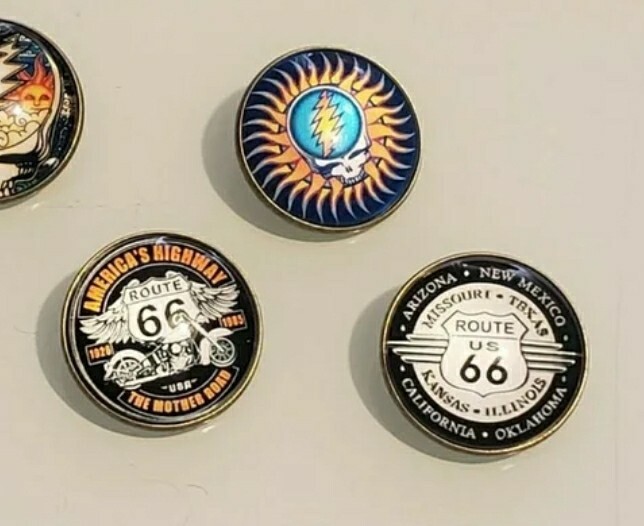 AMERICA'S HIGHWAY
ROUTE
66
1926
1985
-USA-
THE MOTHER ROAD
ARIZONA • NEW MEXICO
MISSOURI • TEXAS
ROUTE
US
66
KANSAS • ILLINOIS
CALIFORNIA • OKLAHOMA